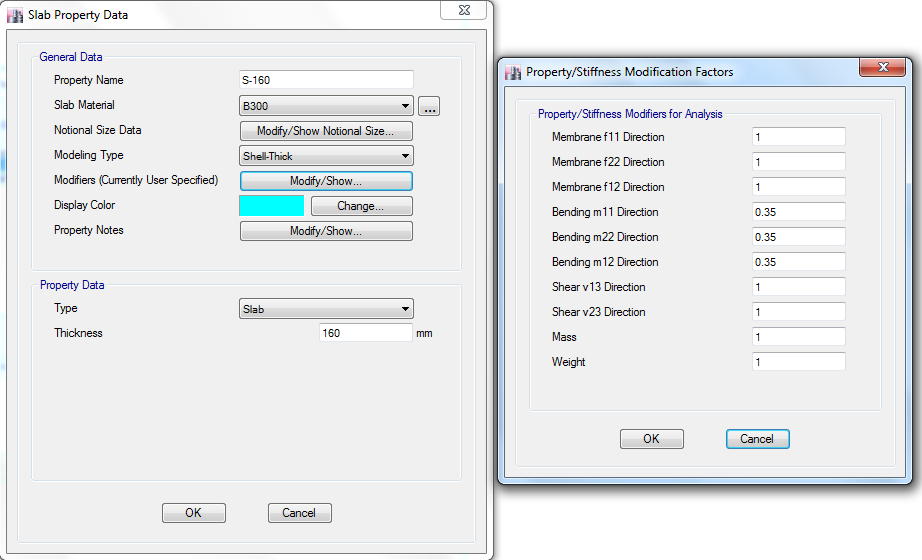 Slab Property Data
General Data
Property Name S-160
Slab Material B300 ...
Notional Size Data Modify/Show Notional Size...
Modeling Type Shell-Thick
Modifiers (Currently User Specified) Modify/Show...
Display Color Change...
Property Notes Modify/Show...
Property Data
Type Slab
Thickness 160 mm
OK Cancel
Property/Stiffness Modification Factors
Property/Stiffness Modifiers for Analysis
Membrane f11 Direction 1
Membrane f22 Direction 1
Membrane f12 Direction 1
Bending m11 Direction 0.35
Bending m22 Direction 0.35
Bending m12 Direction 0.35
Shear v13 Direction 1
Shear v23 Direction 1
Mass 1
Weight 1
OK Cancel